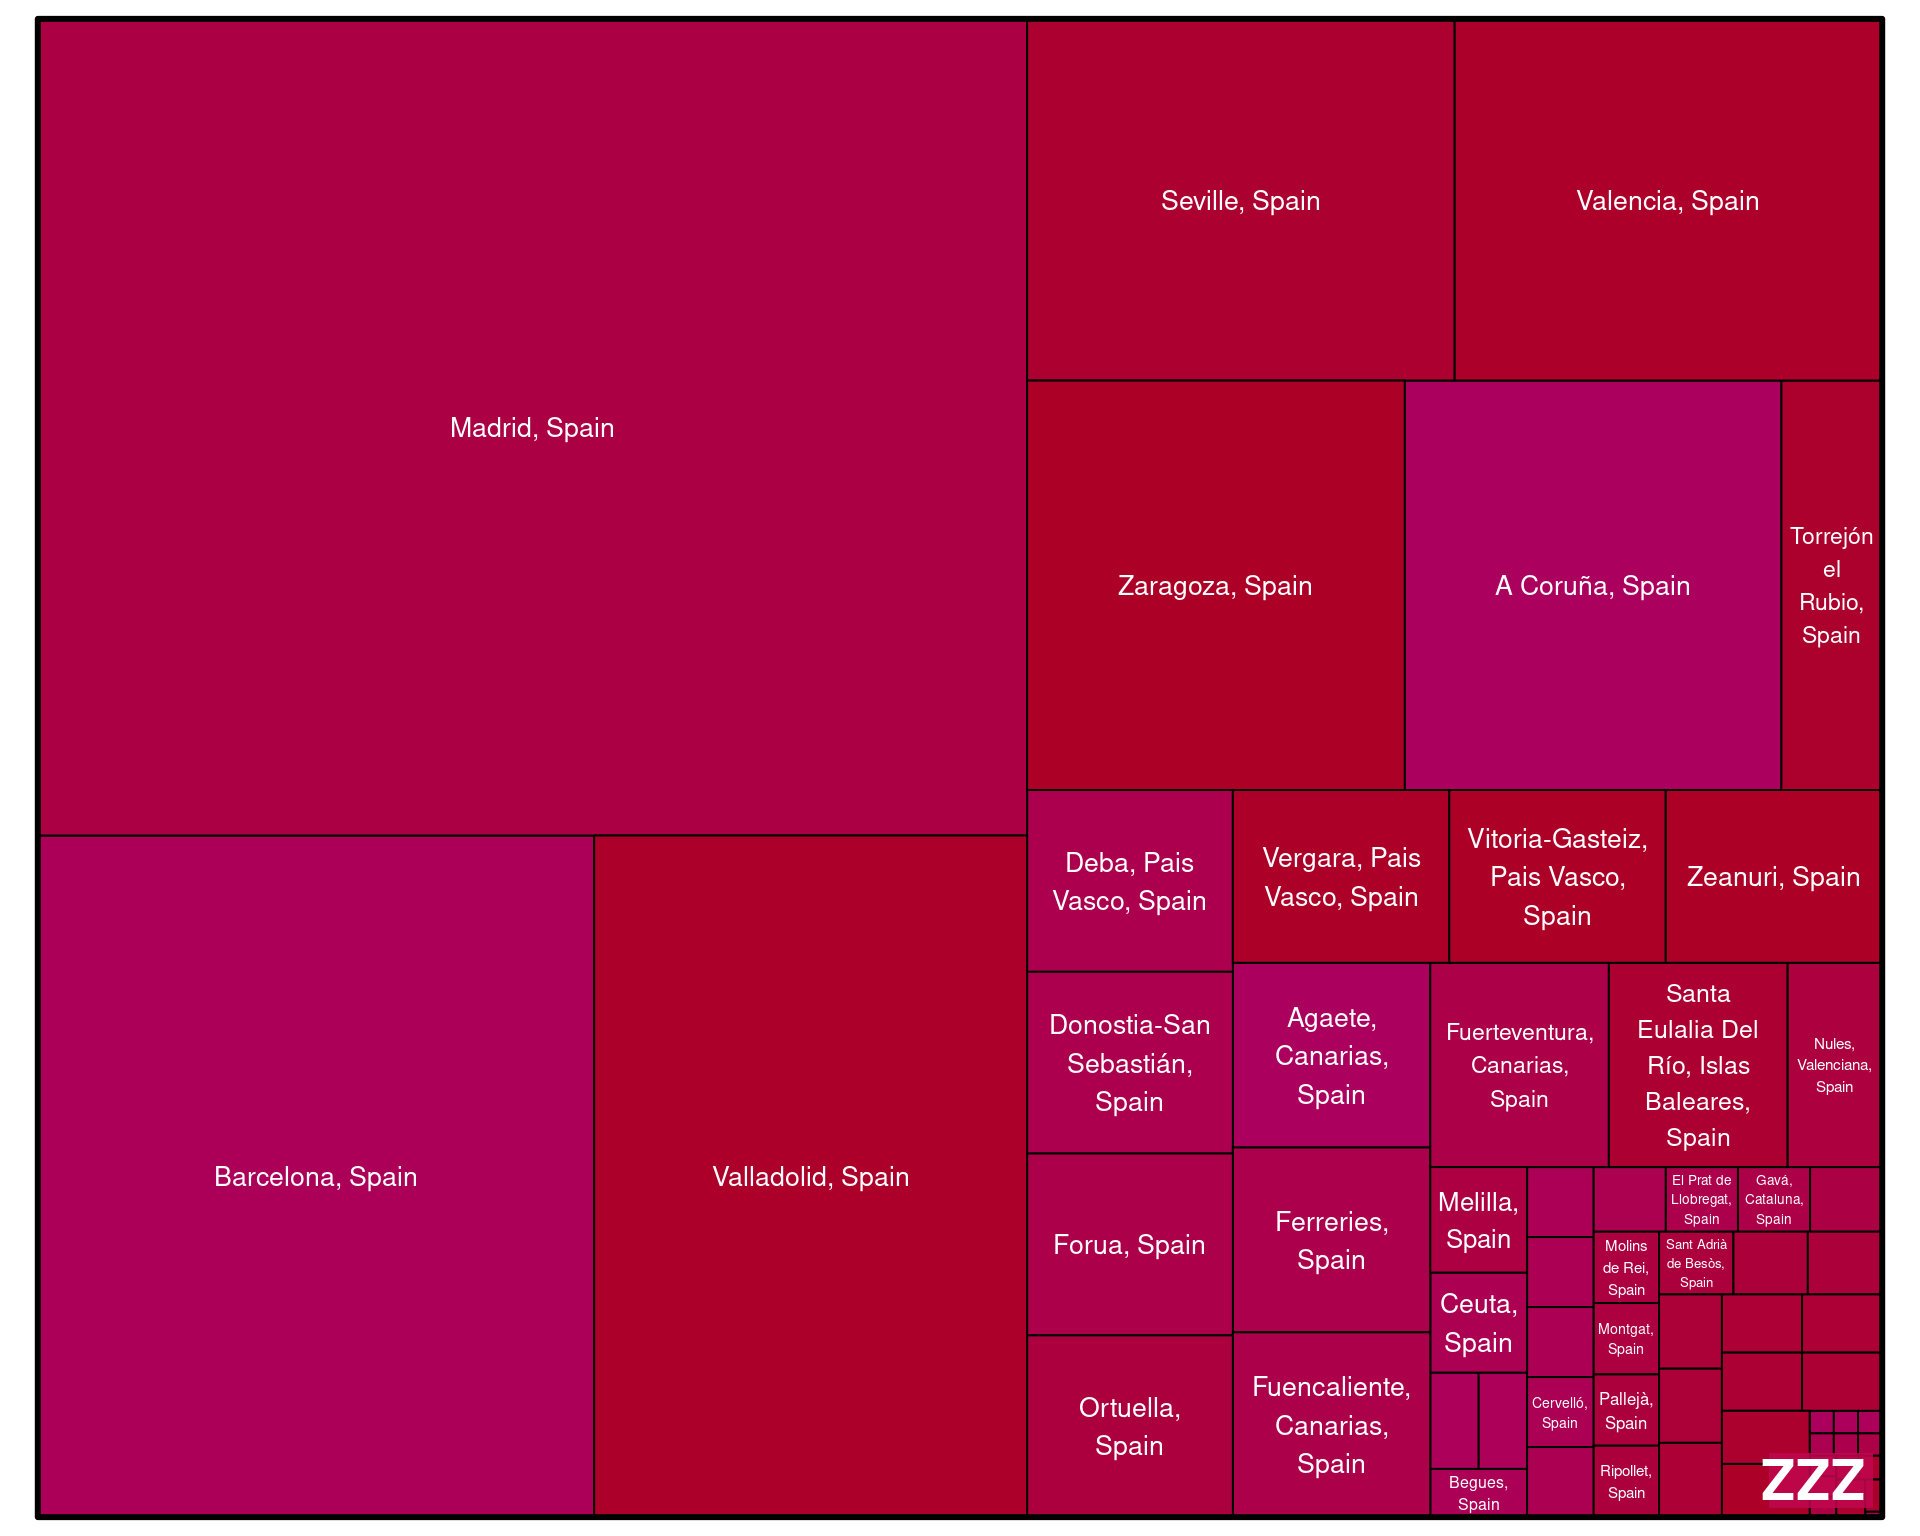 Madrid, Spain
Seville, Spain
Valencia, Spain
Zaragoza, Spain
A Coruña, Spain
Torrejón
el
Rubio,
Spain
Barcelona, Spain
Valladolid, Spain
Deba, Pais
Vasco, Spain
Vergara, Pais
Vasco, Spain
Vitoria-Gasteiz,
Pais Vasco,
Spain
Zeanuri, Spain
Donostia-San
Sebastián,
Spain
Agaete,
Canarias,
Spain
Fuerteventura,
Canarias,
Spain
Santa
Eulalia Del
Río, Islas
Baleares,
Spain
Nules,
Valenciana,
Spain
Forua, Spain
Ferreries,
Spain
Melilla,
Spain
El Prat de
Llobregat,
Spain
Gavá,
Cataluna,
Spain
Molins
de Rei,
Spain
Sant Adrià
de Besòs,
Spain
Ceuta,
Spain
Montgat,
Spain
Ortuella,
Spain
Fuencaliente,
Canarias,
Spain
Cervelló,
Spain
Pallejà,
Spain
Begues,
Spain
Ripollet,
Spain
ZZZ